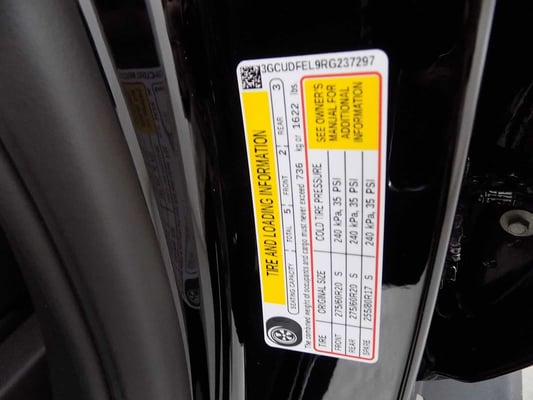 3GCUDFEL9RG237297
TIRE AND LOADING INFORMATION
SEATING CAPACITY TOTAL 5 FRONT 2 REAR 3
The combined weight of occupants and cargo must never exceed 736 kg or 1622 lbs.
TIRE ORIGINAL SIZE COLD TIRE PRESSURE
FRONT 275/60R20 S 240 kPa, 35 PSI
REAR 275/60R20 S 240 kPa, 35 PSI
SPARE 255/80R17 S 240 kPa, 35 PSI
SEE OWNER'S
MANUAL FOR
ADDITIONAL
INFORMATION